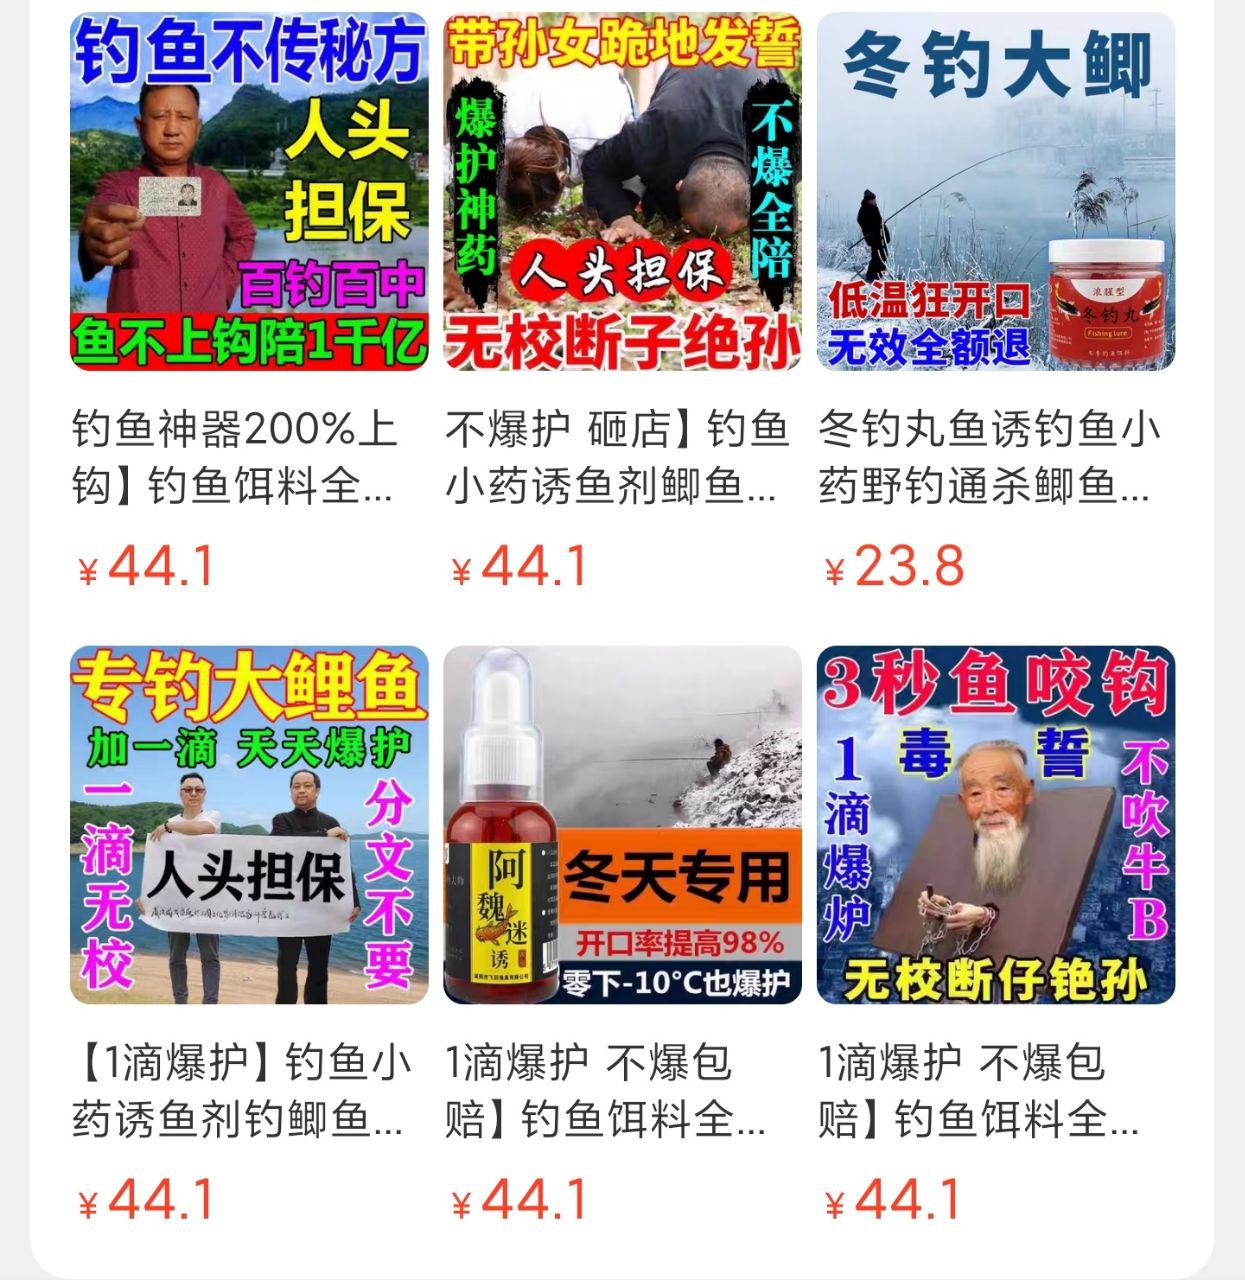 钓鱼不传秘方
人头
担保
百钓百中
鱼不上钩陪1千亿
钓鱼神器200%上
钩】钓鱼饵料全...
¥44.1
带孙女跪地发誓
爆护神药
不爆全陪
人头担保
无校断子绝孙
不爆护 砸店】钓鱼
小药诱鱼剂鲫鱼...
¥44.1
冬钓大鲫
低温狂开口
无效全额退
浓腥型
冬钓丸
Fishing lure
冬钓丸鱼诱钓鱼小
药野钓通杀鲫鱼...
¥23.8
专钓大鲤鱼
加一滴 天天爆护
一滴无校
分文不要
人头担保
【1滴爆护】钓鱼小
药诱鱼剂钓鲫鱼...
¥44.1
阿魏迷诱
冬天专用
开口率提高98%
零下-10°C也爆护
1滴爆护 不爆包
赔】钓鱼饵料全...
¥44.1
3秒鱼咬钩
毒誓
1滴爆炉
不吹牛B
无校断仔铯孙
1滴爆护 不爆包
赔】钓鱼饵料全...
¥44.1